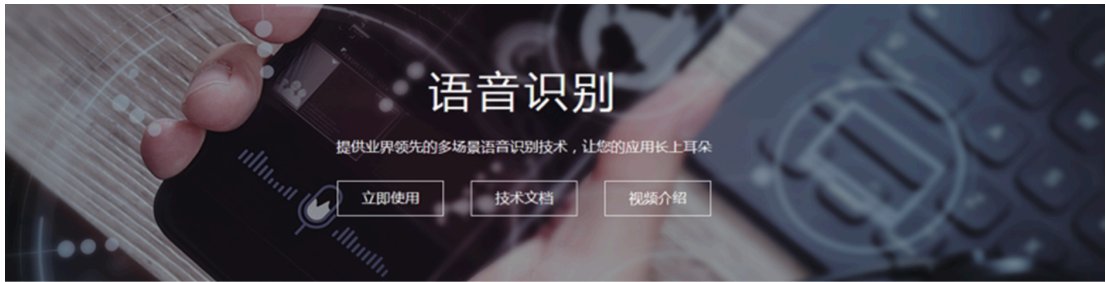 语音识别
提供业界领先的多场景语音识别技术，让您的应用长上耳朵
立即使用 技术文档 视频介绍